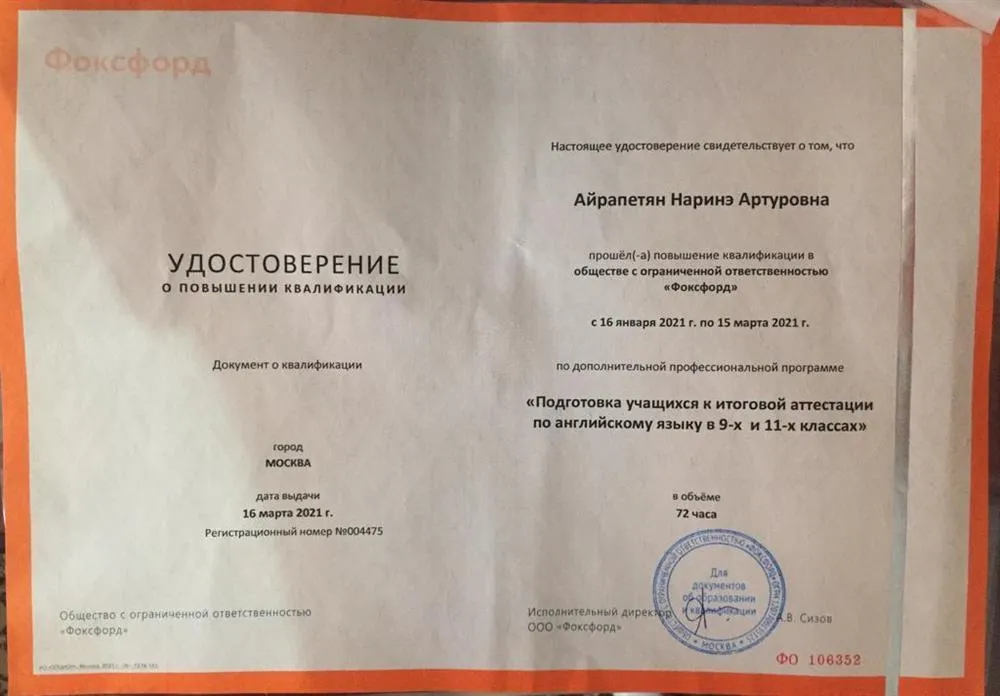 Фоксфорд
УДОСТОВЕРЕНИЕ
О ПОВЫШЕНИИ КВАЛИФИКАЦИИ
Документ о квалификации
город
МОСКВА
дата выдачи
16 марта 2021 г.
Регистрационный номер №004475
Общество с ограниченной ответственностью
«Фоксфорд»
Настоящее удостоверение свидетельствует о том, что
Айрапетян Наринэ Артуровна
прошёл(-а) повышение квалификации в
обществе с ограниченной ответственностью
«Фоксфорд»
с 16 января 2021 г. по 15 марта 2021 г.
по дополнительной профессиональной программе
«Подготовка учащихся к итоговой аттестации
по английскому языку в 9-х и 11-х классах»
в объёме
72 часа
Для
документов
об образовании
и квалификации
МОСКВА
Исполнительный директор
ООО «Фоксфорд»
А.В. Сизов
ФО 106352